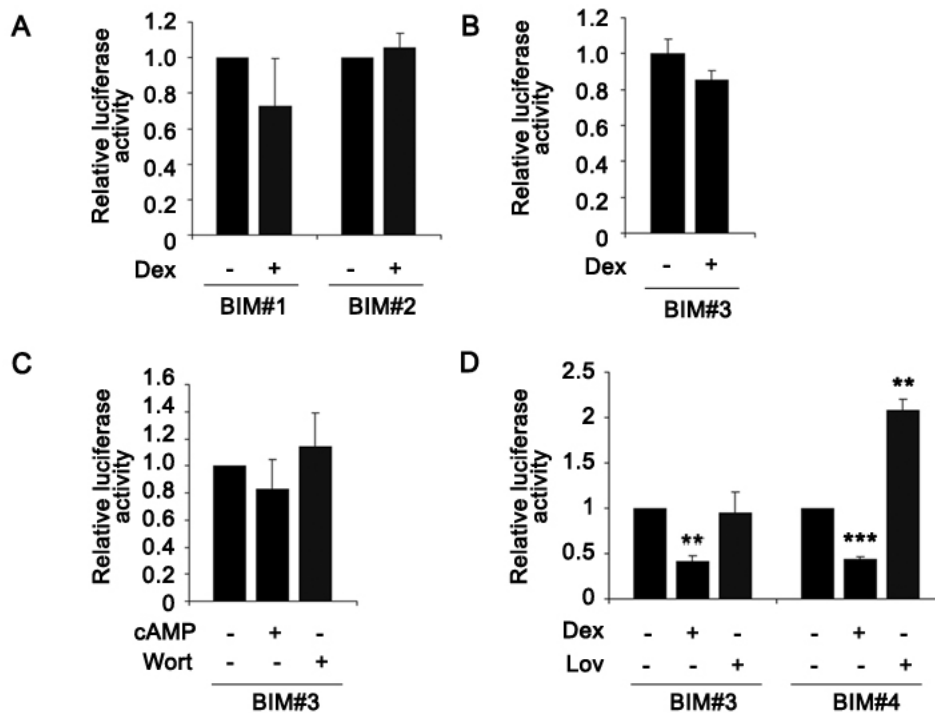 A
Relative luciferase
activity
1.2
1.0
0.8
0.6
0.4
0.2
0
Dex - + - +
BIM#1 BIM#2
B
Relative luciferase
activity
1.2
1.0
0.8
0.6
0.4
0.2
0
Dex - +
BIM#3
C
Relative luciferase
activity
1.6
1.4
1.2
1.0
0.8
0.6
0.4
0.2
0
cAMP - + -
Wort - - +
BIM#3
D
Relative luciferase
activity
2.5
2
1.5
1
0.5
0
**
***
**
Dex - + - - + -
Lov - - + - - +
BIM#3 BIM#4